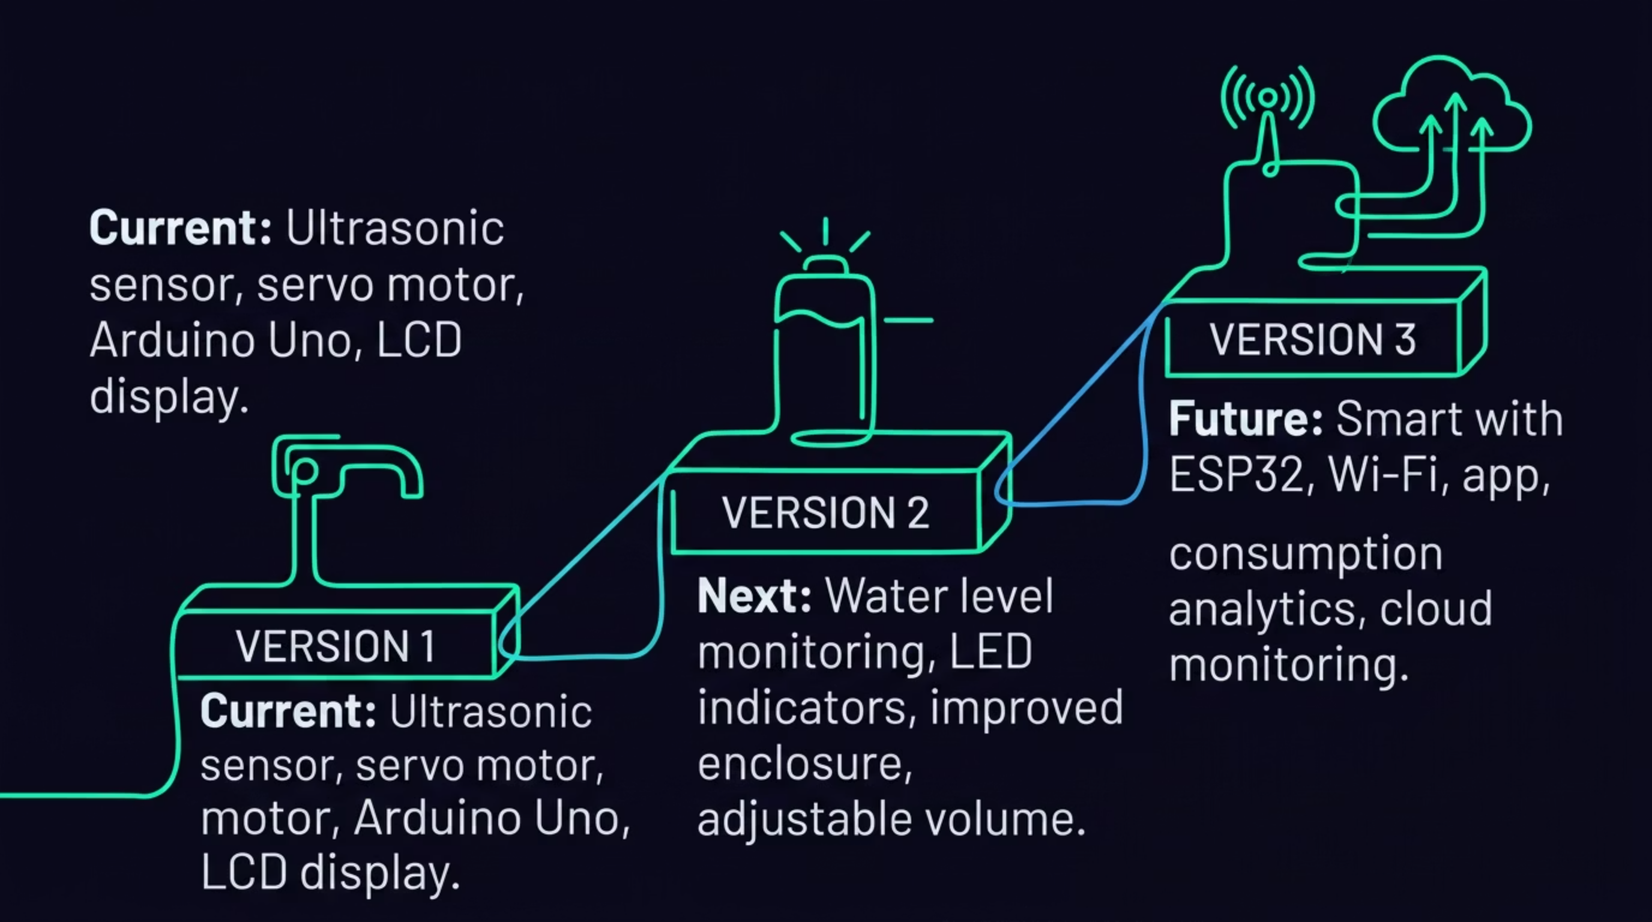 Current: Ultrasonic
sensor, servo motor,
Arduino Uno, LCD
display.
VERSION 1
Current: Ultrasonic
sensor, servo motor,
motor, Arduino Uno,
LCD display.
VERSION 2
Next: Water level
monitoring, LED
indicators, improved
enclosure,
adjustable volume.
VERSION 3
Future: Smart with
ESP32, Wi-Fi, app,
consumption
analytics, cloud
monitoring.